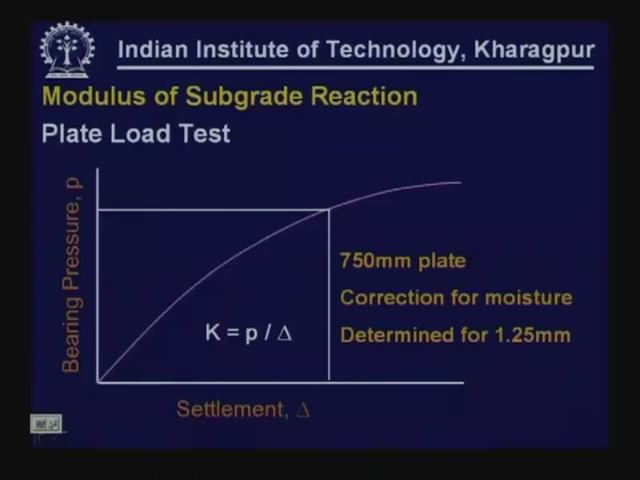 Indian Institute of Technology, Kharagpur
Modulus of Subgrade Reaction
Plate Load Test
Bearing Pressure, p
750mm plate
Correction for moisture
K = p / Δ
Determined for 1.25mm
Settlement, Δ